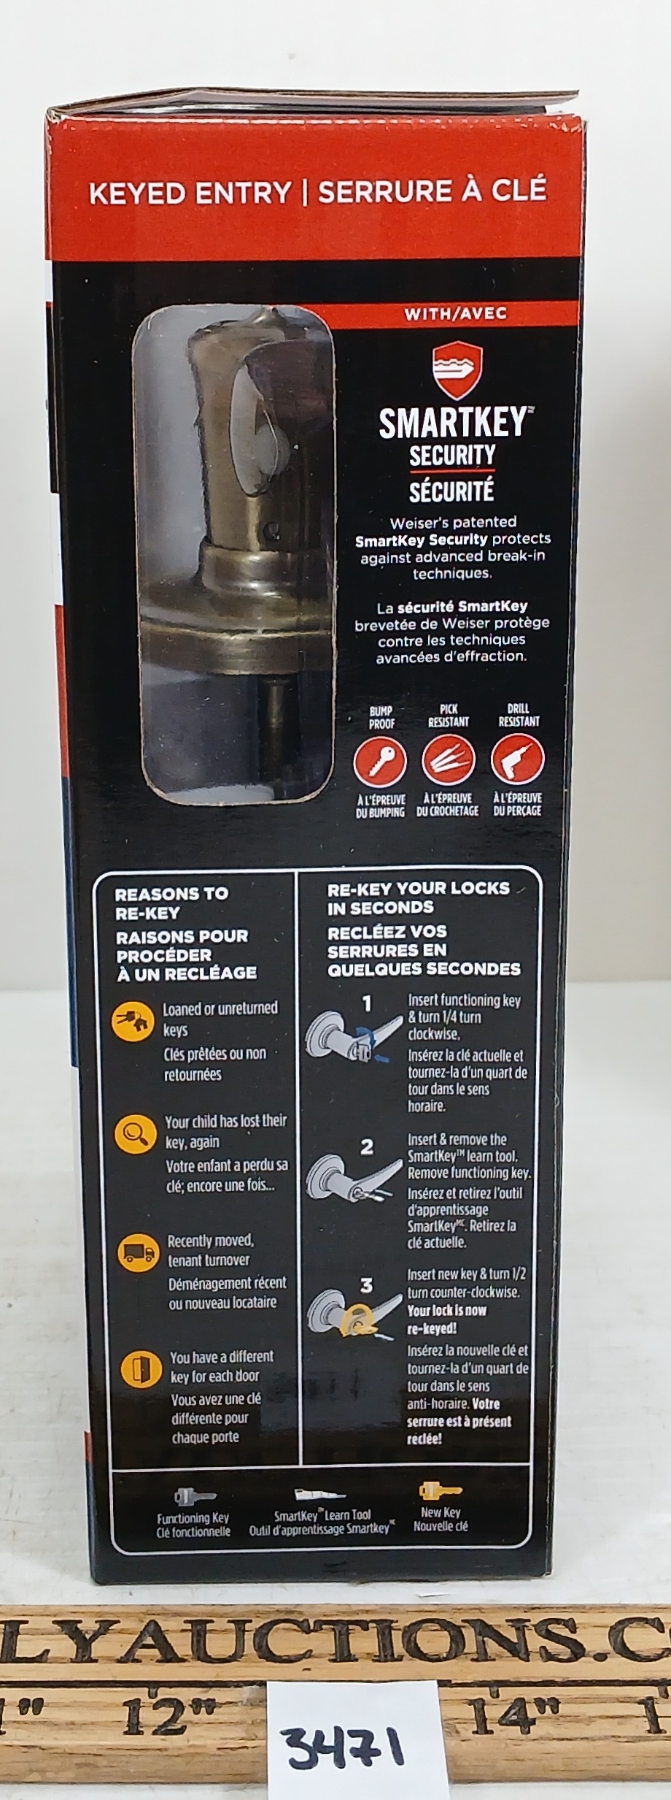 KEYED ENTRY | SERRURE À CLÉ
WITH/AVEC
SMARTKEY™
SECURITY
SÉCURITÉ
Weiser's patented
SmartKey Security protects
against advanced break-in
techniques.
La sécurité SmartKey
brevetée de Weiser protège
contre les techniques
avancées d'effraction.
BUMP
PROOF
PICK
RESISTANT
DRILL
RESISTANT
À L'ÉPREUVE
DU BUMPING
À L'ÉPREUVE
DU CROCHETAGE
À L'ÉPREUVE
DU PERÇAGE
REASONS TO
RE-KEY
RAISONS POUR
PROCÉDER
À UN RECLÉAGE
Loaned or unreturned
keys
Clés prêtées ou non
retournées
Your child has lost their
key, again
Votre enfant a perdu sa
clé; encore une fois...
Recently moved,
tenant turnover
Déménagement récent
ou nouveau locataire
You have a different
key for each door
Vous avez une clé
différente pour
chaque porte
RE-KEY YOUR LOCKS
IN SECONDS
RECLÉEZ VOS
SERRURES EN
QUELQUES SECONDES
1
Insert functioning key
& turn 1/4 turn
clockwise.
Insérez la clé actuelle et
tournez-la d'un quart de
tour dans le sens
horaire.
2
Insert & remove the
SmartKey™ learn tool.
Remove functioning key.
Insérez et retirez l'outil
d'apprentissage
SmartKey MC. Retirez la
clé actuelle.
3
Insert new key & turn 1/2
turn counter-clockwise.
Your lock is now
re-keyed!
Insérez la nouvelle clé et
tournez-la d'un quart de
tour dans le sens
anti-horaire. Votre
serrure est à présent
recléé!
Functioning Key
Clé fonctionnelle
SmartKey™ Learn Tool
Outil d'apprentissage Smartkey MC
New Key
Nouvelle clé
LYAUCTIONS.C
1" 12" 14" 1
3471